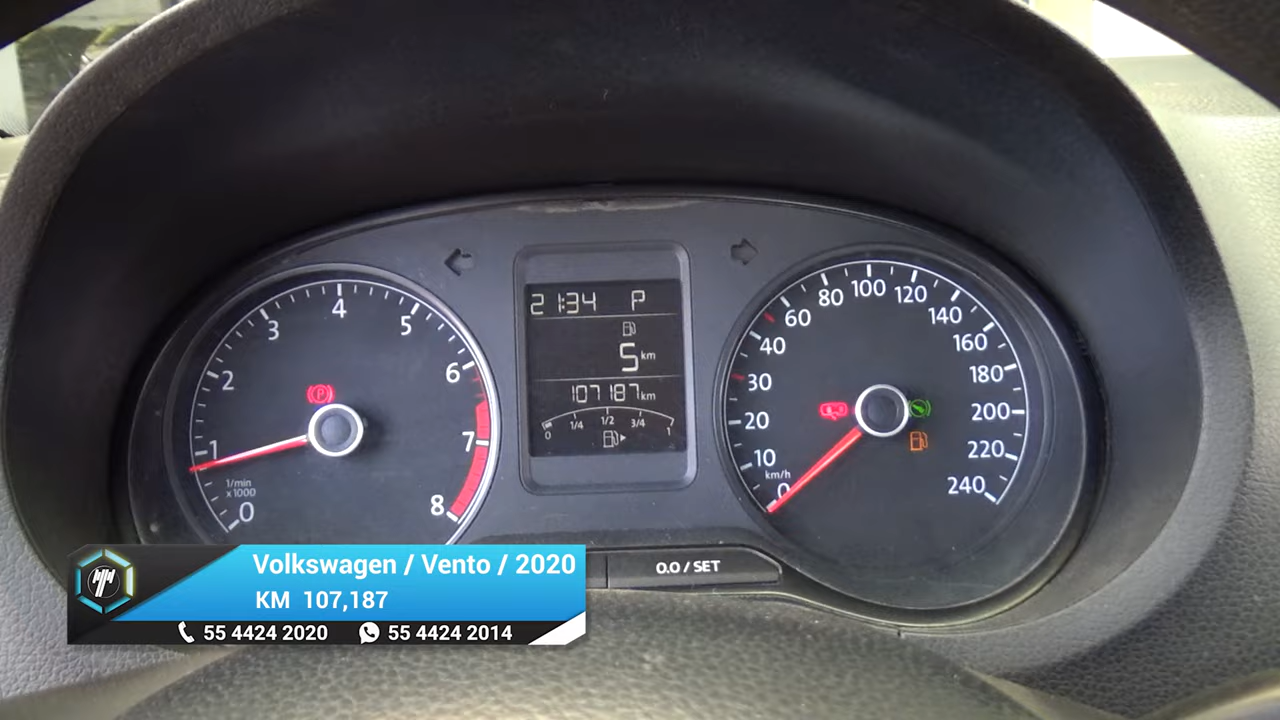 21:34 P
5 km
107187 km
0 1/4 1/2 3/4 1
0 1 2 3 4 5 6 7 8
1/min
x1000
P
0 10 20 30 40 60 80 100 120 140 160 180 200 220 240
km/h
0.0 / SET
Volkswagen / Vento / 2020
KM 107,187
55 4424 2020 55 4424 2014